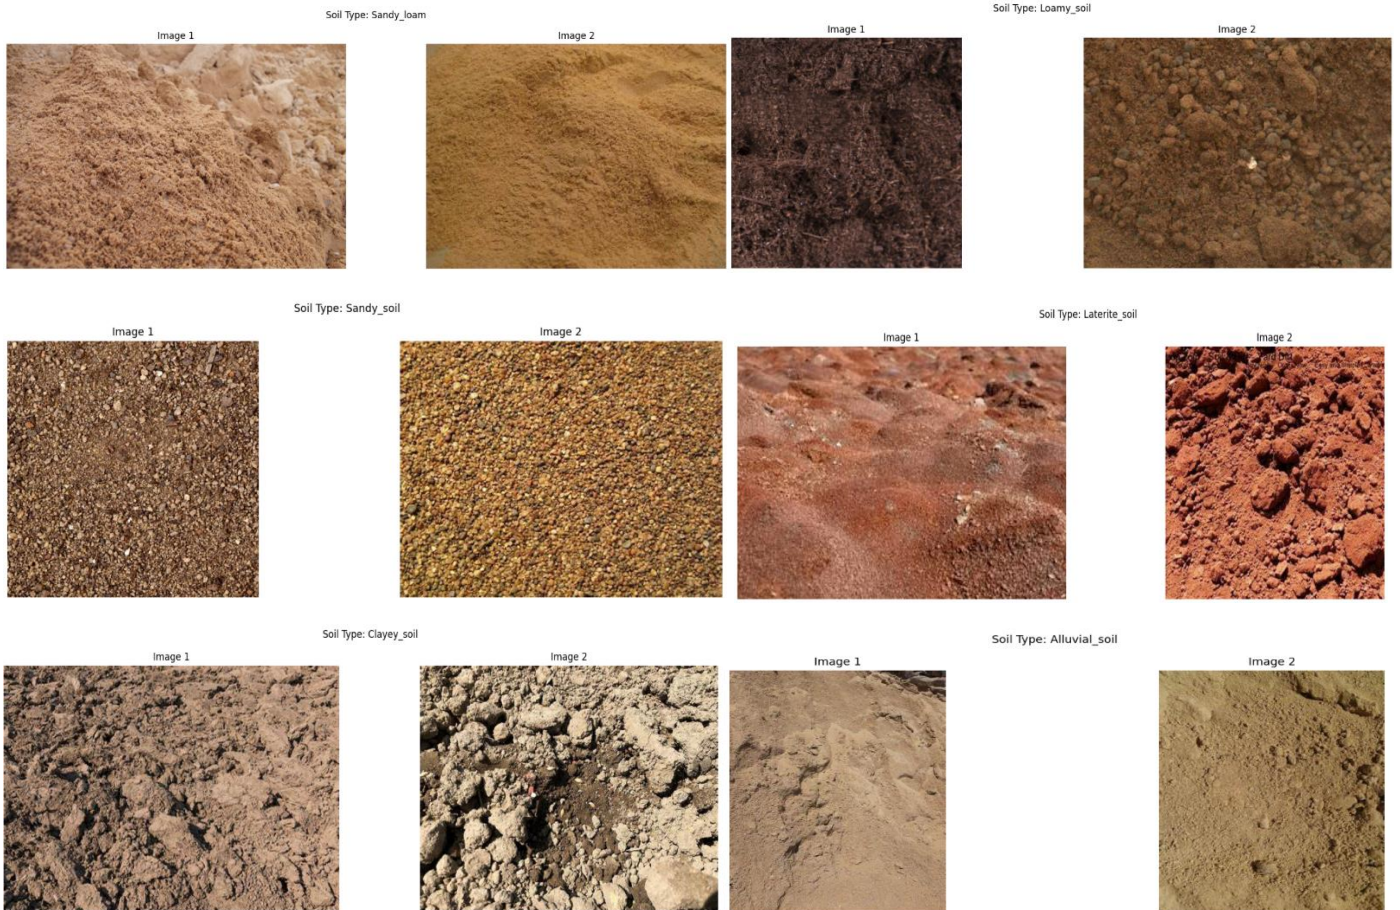 Soil Type: Sandy_loam
Image 1
Image 2
Soil Type: Loamy_soil
Image 1
Image 2
Soil Type: Sandy_soil
Image 1
Image 2
Soil Type: Laterite_soil
Image 1
Image 2
Soil Type: Clayey_soil
Image 1
Image 2
Soil Type: Alluvial_soil
Image 1
Image 2